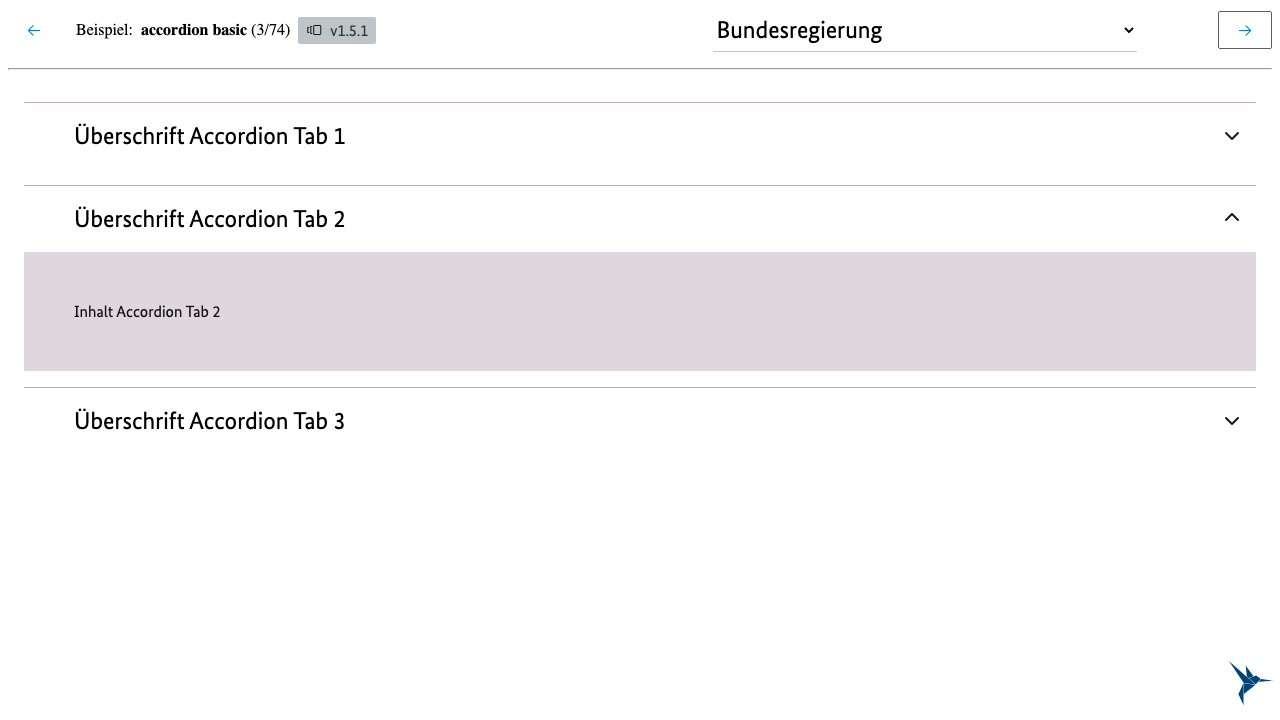 Beispiel: accordion basic (3/74) v1.5.1 Bundesregierung
Überschrift Accordion Tab 1
Überschrift Accordion Tab 2
Inhalt Accordion Tab 2
Überschrift Accordion Tab 3